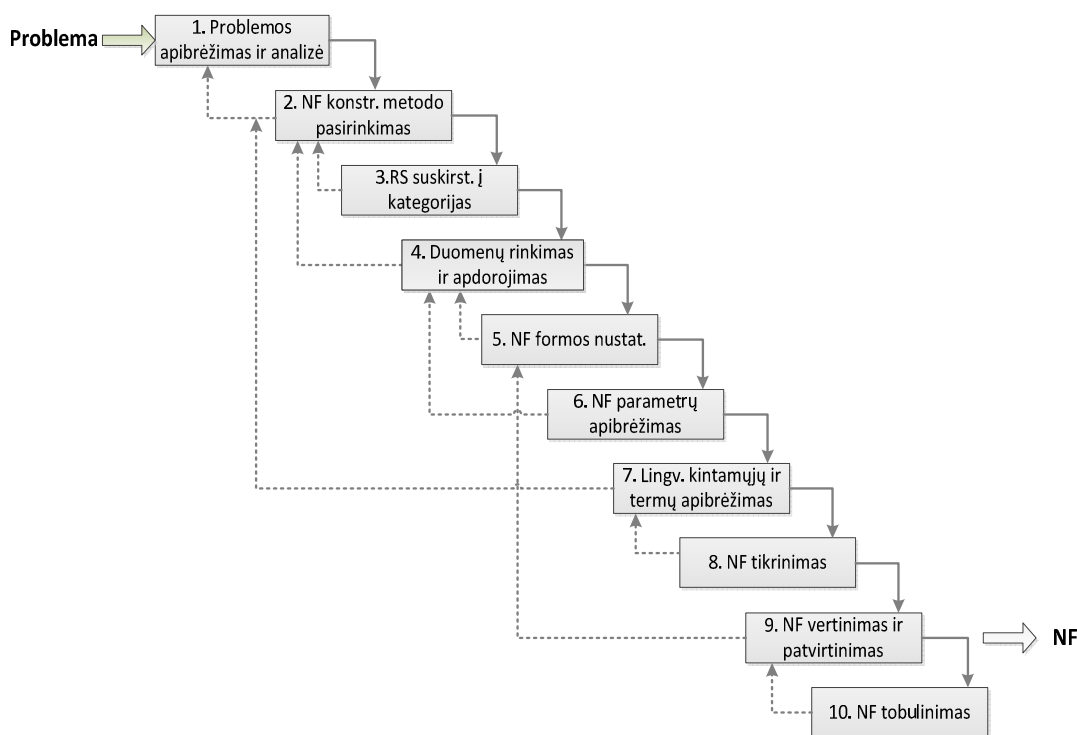 Problema
1. Problemos
apibrėžimas ir analizė
2. NF konstr. metodo
pasirinkimas
3.RS suskirst. į
kategorijas
4. Duomenų rinkimas
ir apdorojimas
5. NF formos nustat.
6. NF parametrų
apibrėžimas
7. Lingv. kintamųjų ir
termų apibrėžimas
8. NF tikrinimas
9. NF vertinimas ir
patvirtinimas
NF
10. NF tobulinimas